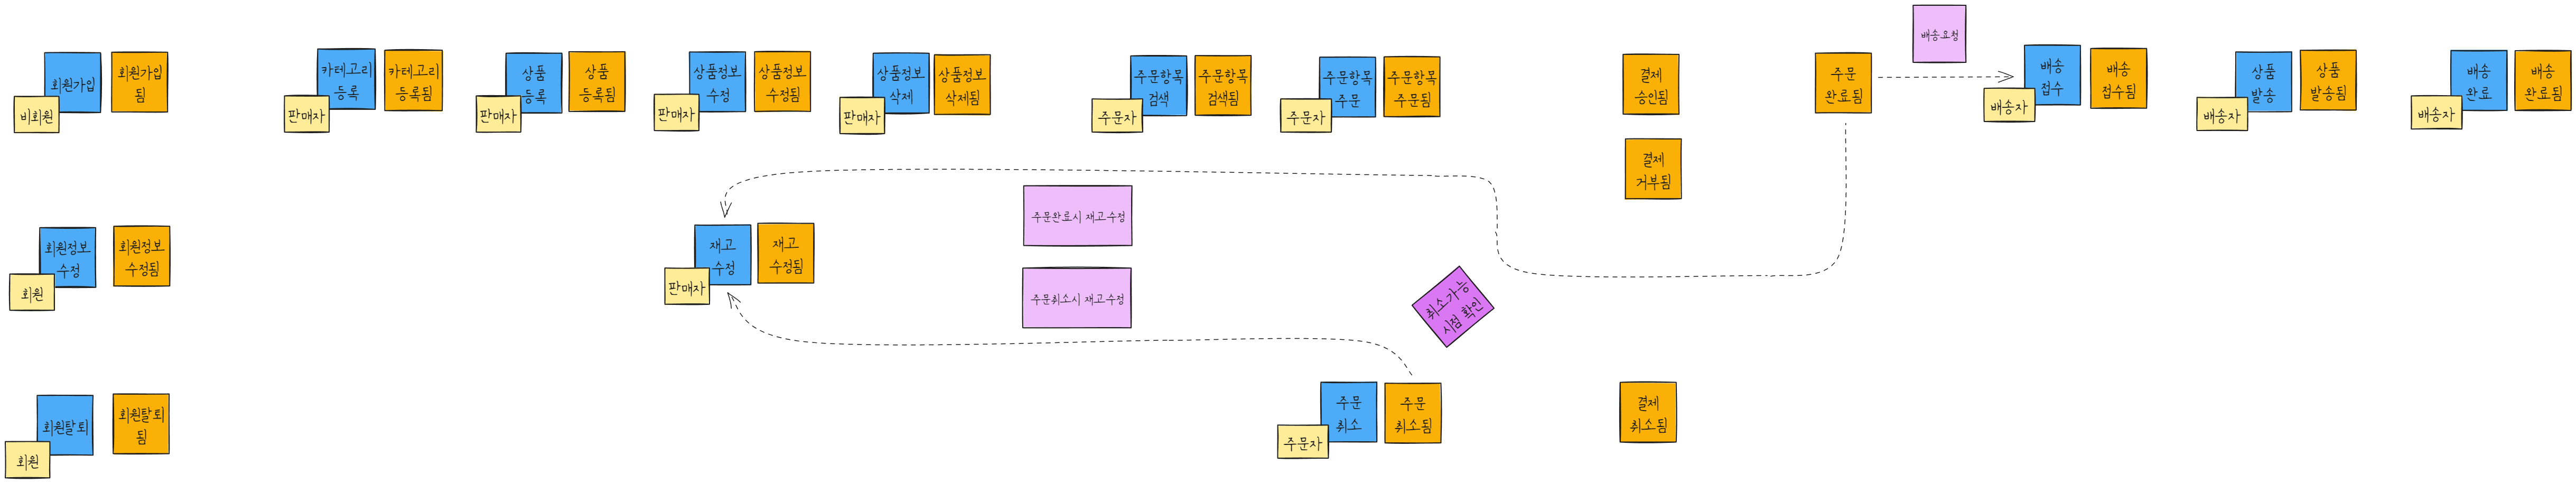 배송요청
회원가입
회원가입
됨
비회원
카테고리
등록
카테고리
등록됨
판매자
상품
등록
상품
등록됨
판매자
상품정보
수정
상품정보
수정됨
판매자
상품정보
삭제
상품정보
삭제됨
판매자
주문항목
검색
주문항목
검색됨
주문자
주문항목
주문
주문항목
주문됨
주문자
결제
승인됨
주문
완료됨
배송
접수
배송
접수됨
배송자
상품
발송
상품
발송됨
배송자
배송
완료
배송
완료됨
배송자
결제
거부됨
회원정보
수정
회원정보
수정됨
회원
재고
수정
재고
수정됨
판매자
주문완료시 재고수정
주문취소시 재고수정
취소가능
시점 확인
회원탈퇴
회원탈퇴
됨
회원
주문
취소
주문
취소됨
주문자
결제
취소됨